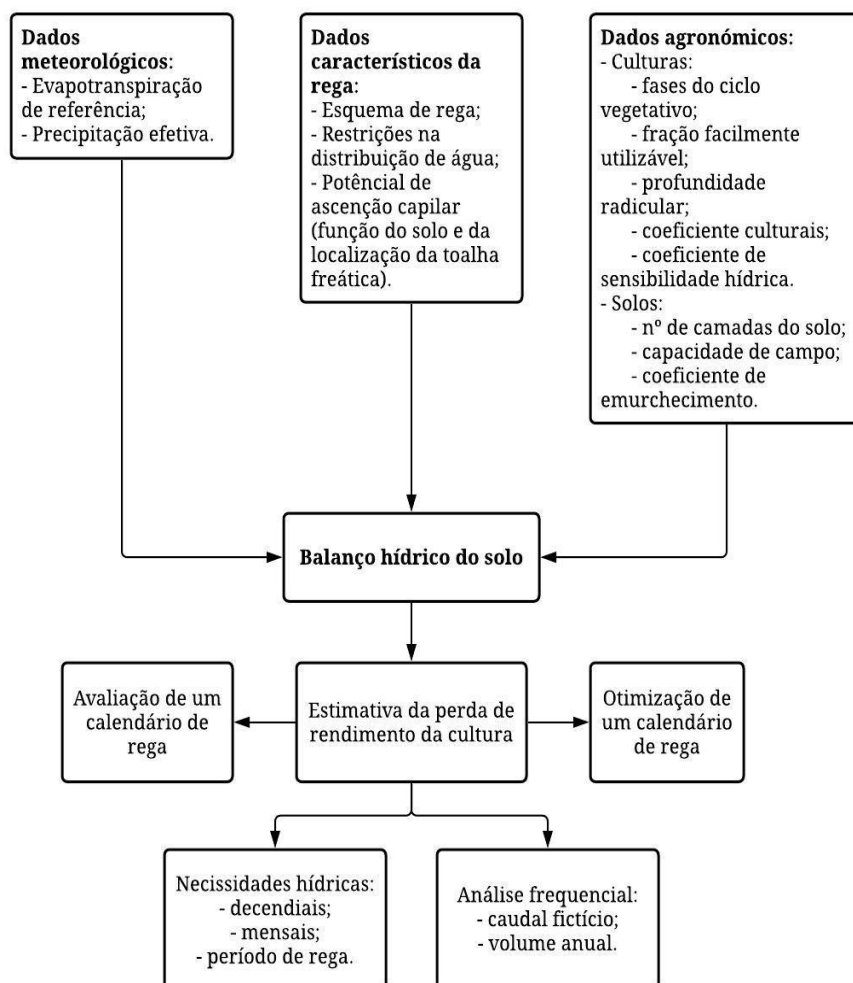 Dados
meteorológicos:
- Evapotranspiração
de referência;
- Precipitação efetiva.
Dados
característicos da
rega:
- Esquema de rega;
- Restrições na
distribuição de água;
- Potêncial de
ascenção capilar
(função do solo e da
localização da toalha
freática).
Dados agronómicos:
- Culturas:
- fases do ciclo
vegetativo;
- fração facilmente
utilizável;
- profundidade
radicular;
- coeficiente culturais;
- coeficiente de
sensibilidade hídrica.
- Solos:
- nº de camadas do solo;
- capacidade de campo;
- coeficiente de
emurchecimento.
Balanço hídrico do solo
Avaliação de um
calendário de
rega
Estimativa da perda de
rendimento da cultura
Otimização de
um calendário
de rega
Necissidades hídricas:
- decendiais;
- mensais;
- período de rega.
Análise frequencial:
- caudal fictício;
- volume anual.